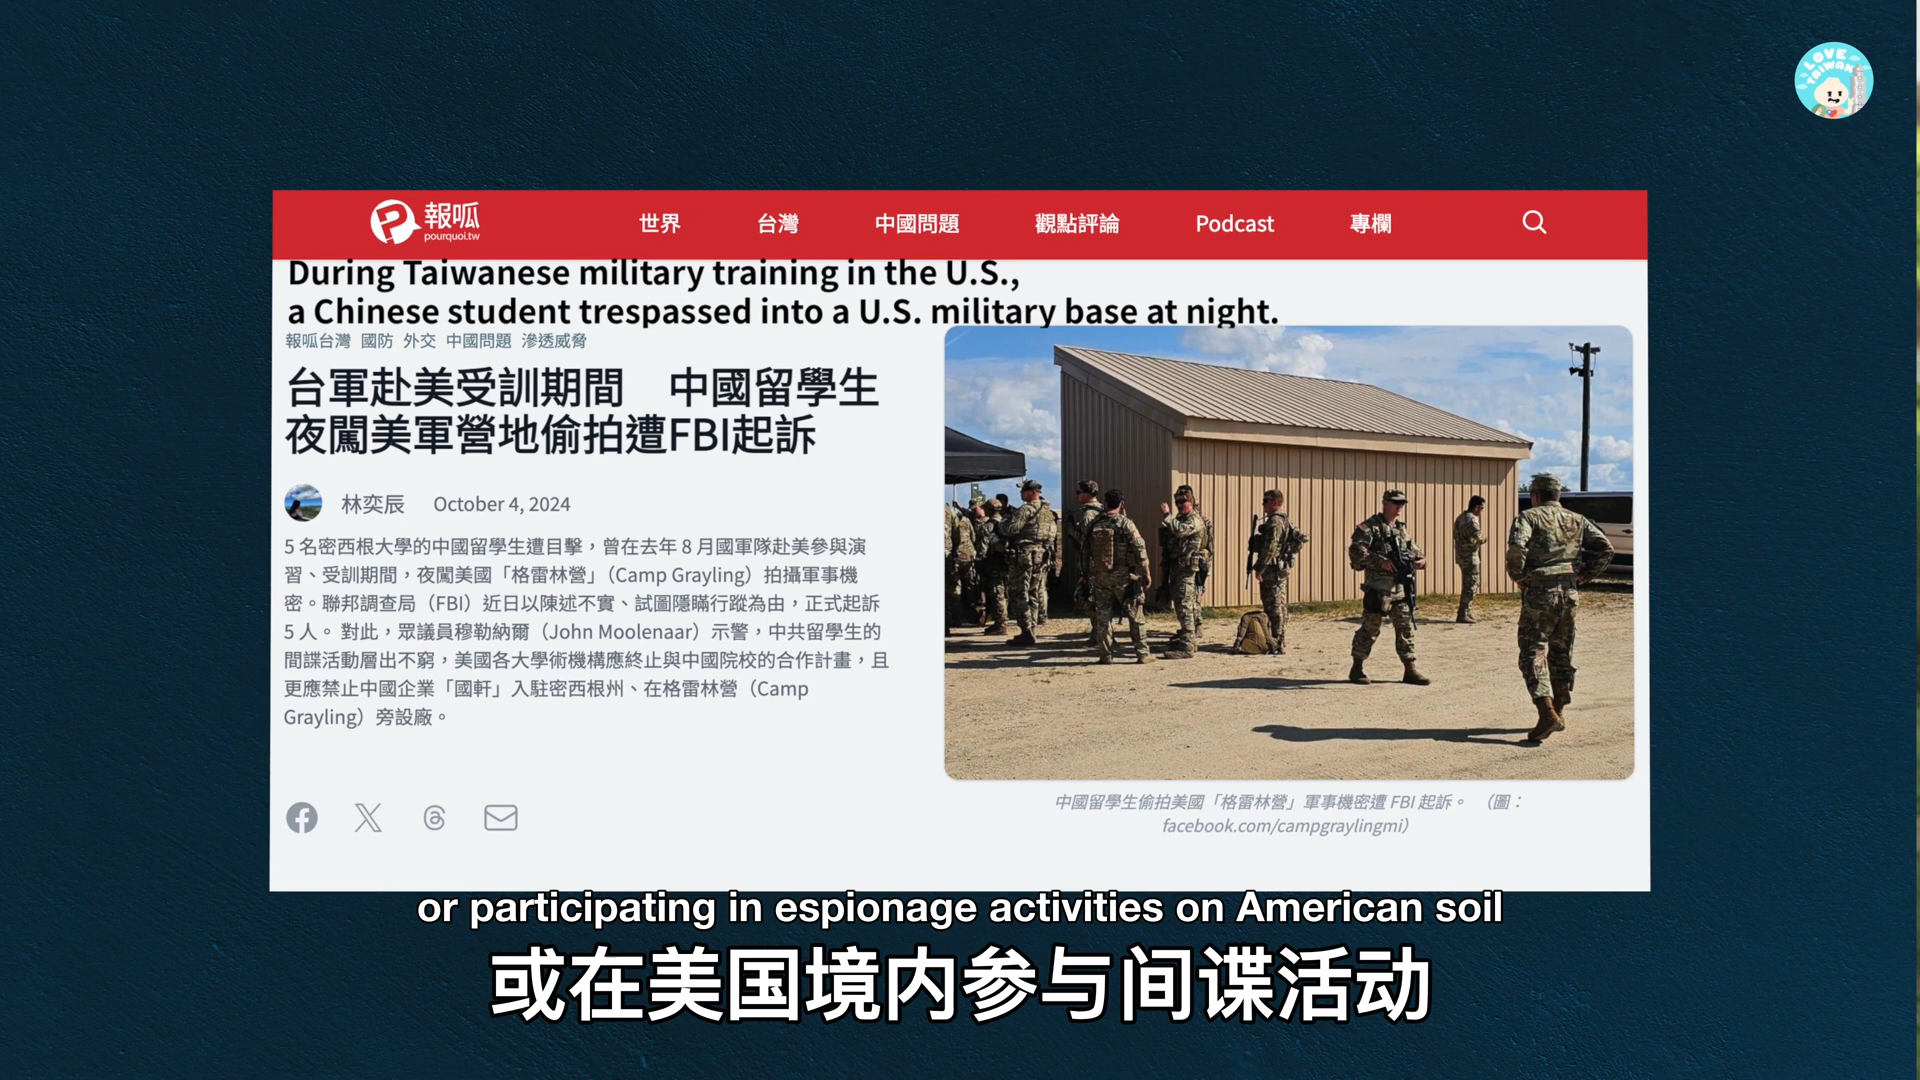 LOVE
TAIWAN
報呱
pourquoi.tw
世界 台灣 中國問題 觀點評論 Podcast 專欄
During Taiwanese military training in the U.S.,
a Chinese student trespassed into a U.S. military base at night.
報呱台灣 國防 外交 中國問題 滲透威脅
台軍赴美受訓期間 中國留學生
夜闖美軍營地偷拍遭FBI起訴
林奕辰 October 4, 2024
5 名密西根大學的中國留學生遭目擊，曾在去年 8 月國軍隊赴美參與演
習、受訓期間，夜闖美國「格雷林營」（Camp Grayling）拍攝軍事機
密。聯邦調查局（FBI）近日以陳述不實、試圖隱瞞行蹤為由，正式起訴
5 人。 對此，眾議員穆勒納爾（John Moolenaar）示警，中共留學生的
間諜活動層出不窮，美國各大學術機構應終止與中國院校的合作計畫，且
更應禁止中國企業「國軒」入駐密西根州、在格雷林營（Camp
Grayling）旁設廠。
中國留學生偷拍美國「格雷林營」軍事機密遭 FBI 起訴。 （圖：
facebook.com/campgraylingmi）
or participating in espionage activities on American soil
或在美国境内参与间谍活动